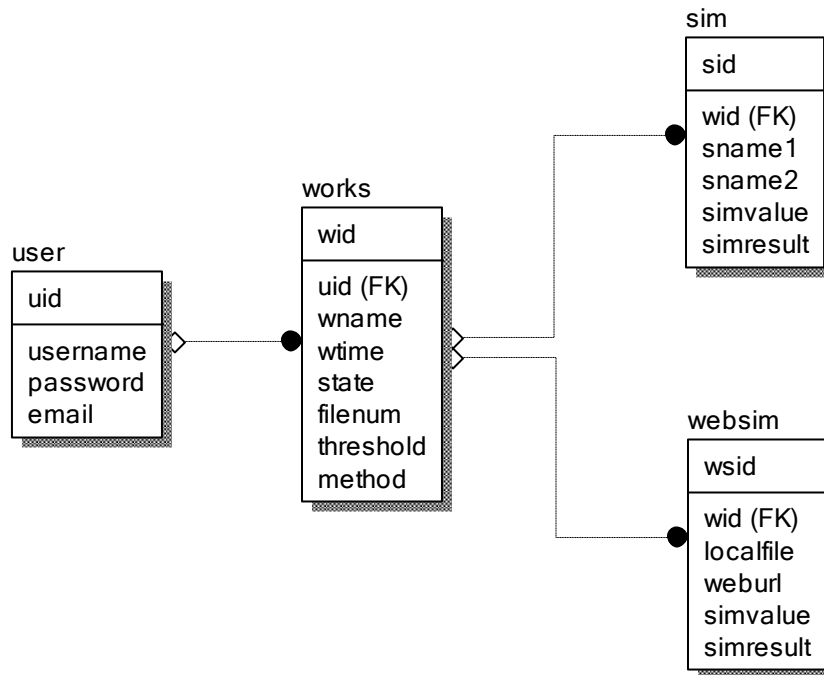 user
uid
username
password
email
works
wid
uid (FK)
wname
wtime
state
filenum
threshold
method
sim
sid
wid (FK)
sname1
sname2
simvalue
simresult
websim
wsid
wid (FK)
localfile
weburl
simvalue
simresult